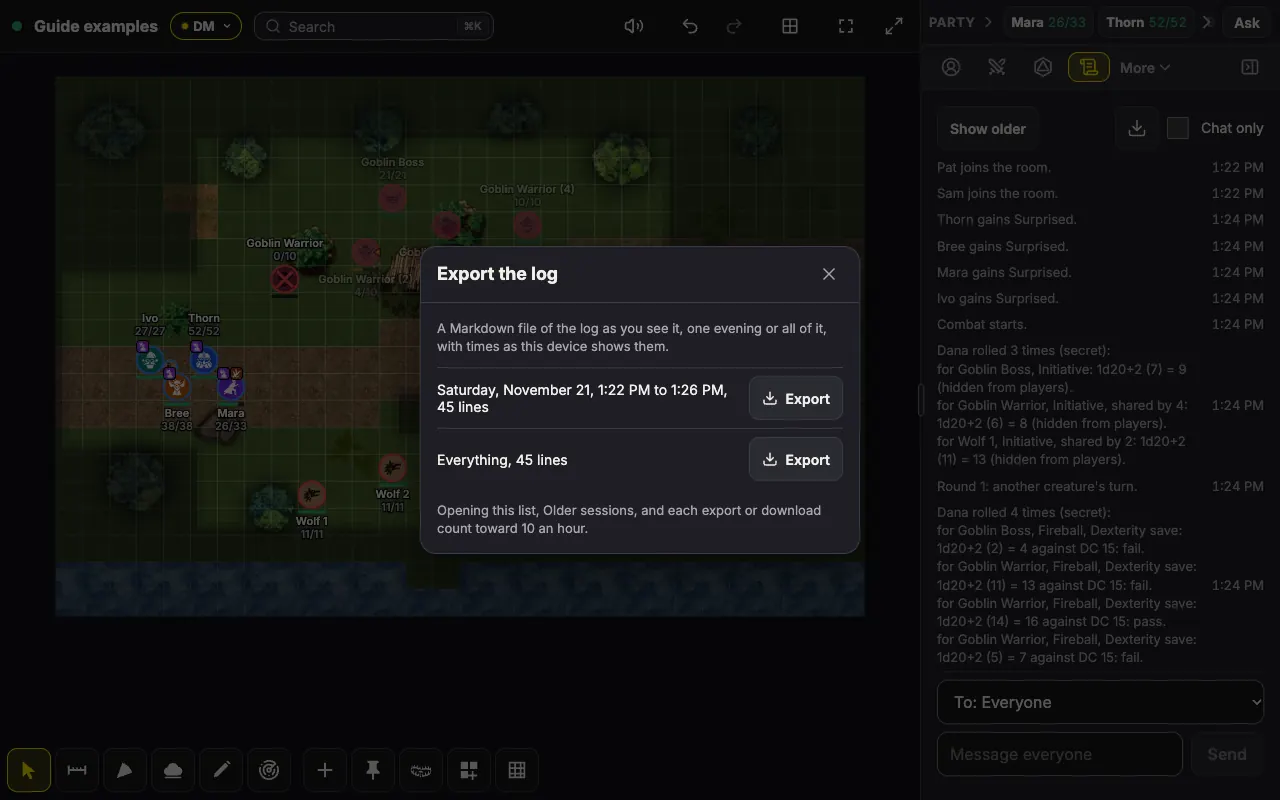 Guide examples
DM
Search
⌘K
PARTY
Mara 26/33
Thorn 52/52
Ask
More
Show older
Chat only
Pat joins the room. 1:22 PM
Sam joins the room. 1:22 PM
Thorn gains Surprised. 1:24 PM
Bree gains Surprised. 1:24 PM
Mara gains Surprised. 1:24 PM
Ivo gains Surprised. 1:24 PM
Combat starts. 1:24 PM
Dana rolled 3 times (secret):
for Goblin Boss, Initiative: 1d20+2 (7) = 9
(hidden from players).
for Goblin Warrior, Initiative, shared by 4: 1:24 PM
1d20+2 (6) = 8 (hidden from players).
for Wolf 1, Initiative, shared by 2: 1d20+2
(11) = 13 (hidden from players).
Round 1: another creature's turn. 1:24 PM
Dana rolled 4 times (secret):
for Goblin Boss, Fireball, Dexterity save:
1d20+2 (2) = 4 against DC 15: fail.
for Goblin Warrior, Fireball, Dexterity save:
1d20+2 (11) = 13 against DC 15: fail. 1:24 PM
for Goblin Warrior, Fireball, Dexterity save:
1d20+2 (14) = 16 against DC 15: pass.
for Goblin Warrior, Fireball, Dexterity save:
1d20+2 (5) = 7 against DC 15: fail.
To: Everyone
Message everyone
Send
Goblin Boss
21/21
Goblin Warrior (4)
10/10
Goblin Warrior
0/10
Goblin Warrior (2)
4/10
Ivo
27/27
Thorn
52/52
Bree
38/38
Mara
26/33
Wolf 2
11/11
Wolf 1
11/11
Export the log
A Markdown file of the log as you see it, one evening or all of it,
with times as this device shows them.
Saturday, November 21, 1:22 PM to 1:26 PM,
45 lines
Export
Everything, 45 lines
Export
Opening this list, Older sessions, and each export or download
count toward 10 an hour.